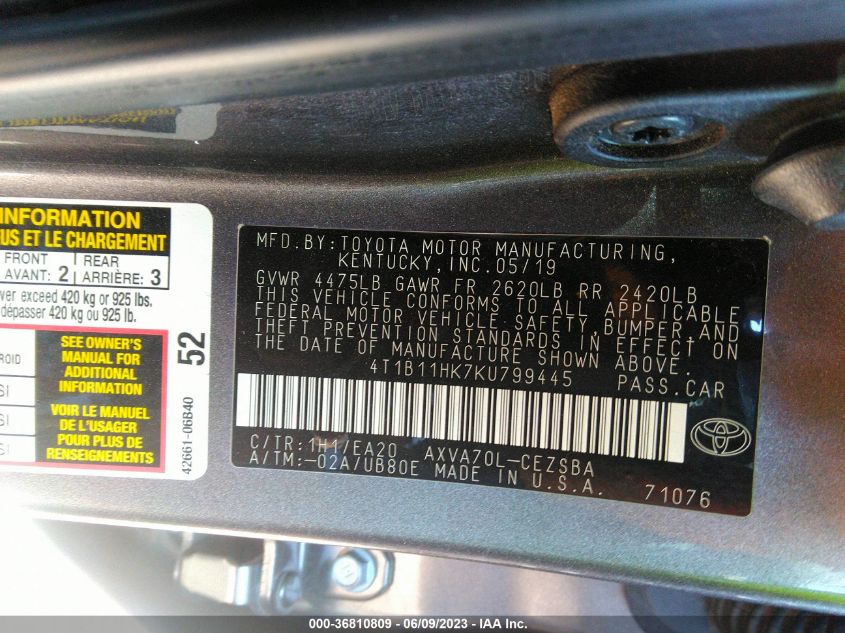 INFORMATION
US ET LE CHARGEMENT
FRONT
AVANT: 2
REAR
ARRIÈRE: 3
ver exceed 420 kg or 925 lbs.
dépasser 420 kg ou 925 lb.
SEE OWNER'S
MANUAL FOR
ADDITIONAL
INFORMATION
VOIR LE MANUEL
DE L'USAGER
POUR PLUS DE
RENSEIGNEMENTS
ROID
SI
SI
SI
52
42661-06B40
MFD.BY:TOYOTA MOTOR MANUFACTURING,
KENTUCKY,INC.05/19
GVWR 4475LB GAWR FR 2620LB RR 2420LB
THIS VEHICLE CONFORMS TO ALL APPLICABLE
FEDERAL MOTOR VEHICLE SAFETY,BUMPER,AND
THEFT PREVENTION STANDARDS IN EFFECT ON
THE DATE OF MANUFACTURE SHOWN ABOVE.
4T1B11HK7KU799445 PASS.CAR
C/TR:1H1/EA20 AXVA70L-CEZSBA
A/TM:-02A/UB80E MADE IN U.S.A. 71076
000-36810809 - 06/09/2023 - IAA Inc.